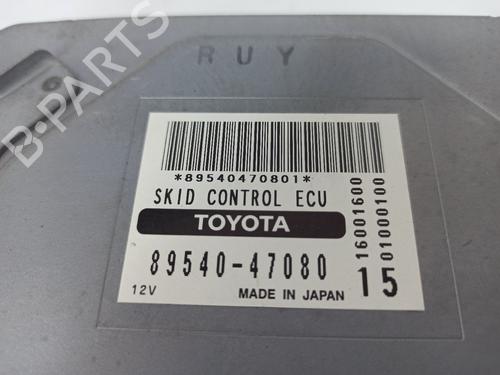 RUY
*89540470801*
SKID CONTROL ECU
TOYOTA
89540-47080
15
16001600
01000100
12V
MADE IN JAPAN
B-PARTS